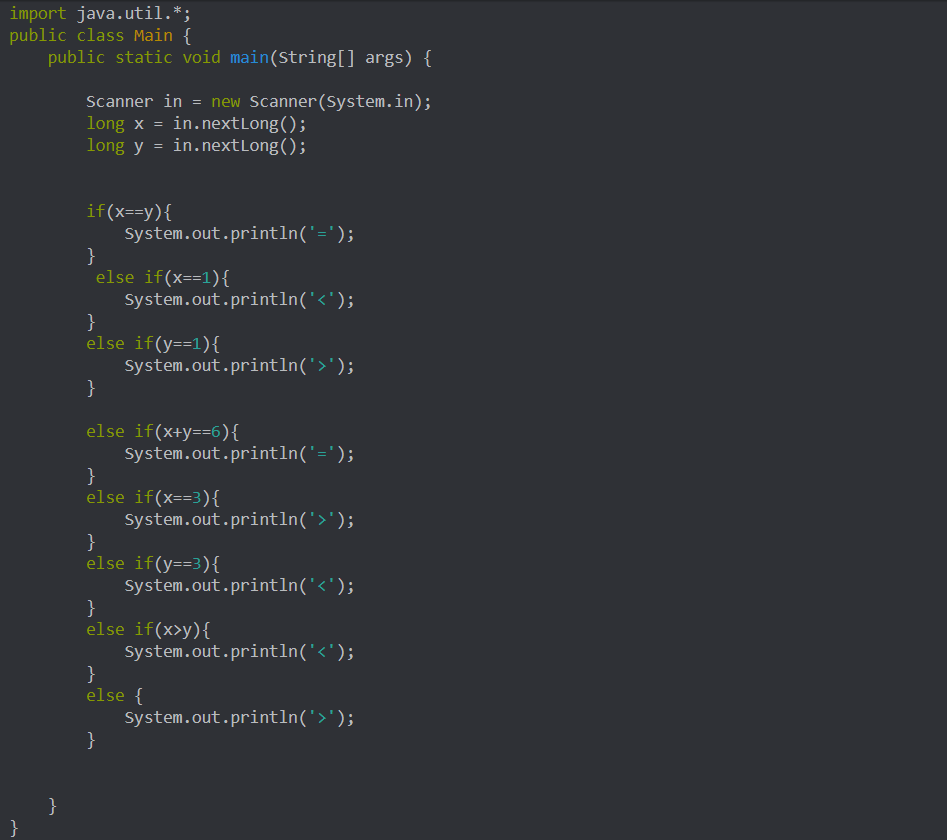 import java.util.*;
public class Main {
    public static void main(String[] args) {

        Scanner in = new Scanner(System.in);
        long x = in.nextLong();
        long y = in.nextLong();


        if(x==y){
            System.out.println('=');
        }
         else if(x==1){
            System.out.println('<');
        }
        else if(y==1){
            System.out.println('>');
        }

        else if(x+y==6){
            System.out.println('=');
        }
        else if(x==3){
            System.out.println('>');
        }
        else if(y==3){
            System.out.println('<');
        }
        else if(x>y){
            System.out.println('<');
        }
        else {
            System.out.println('>');
        }


    }
}